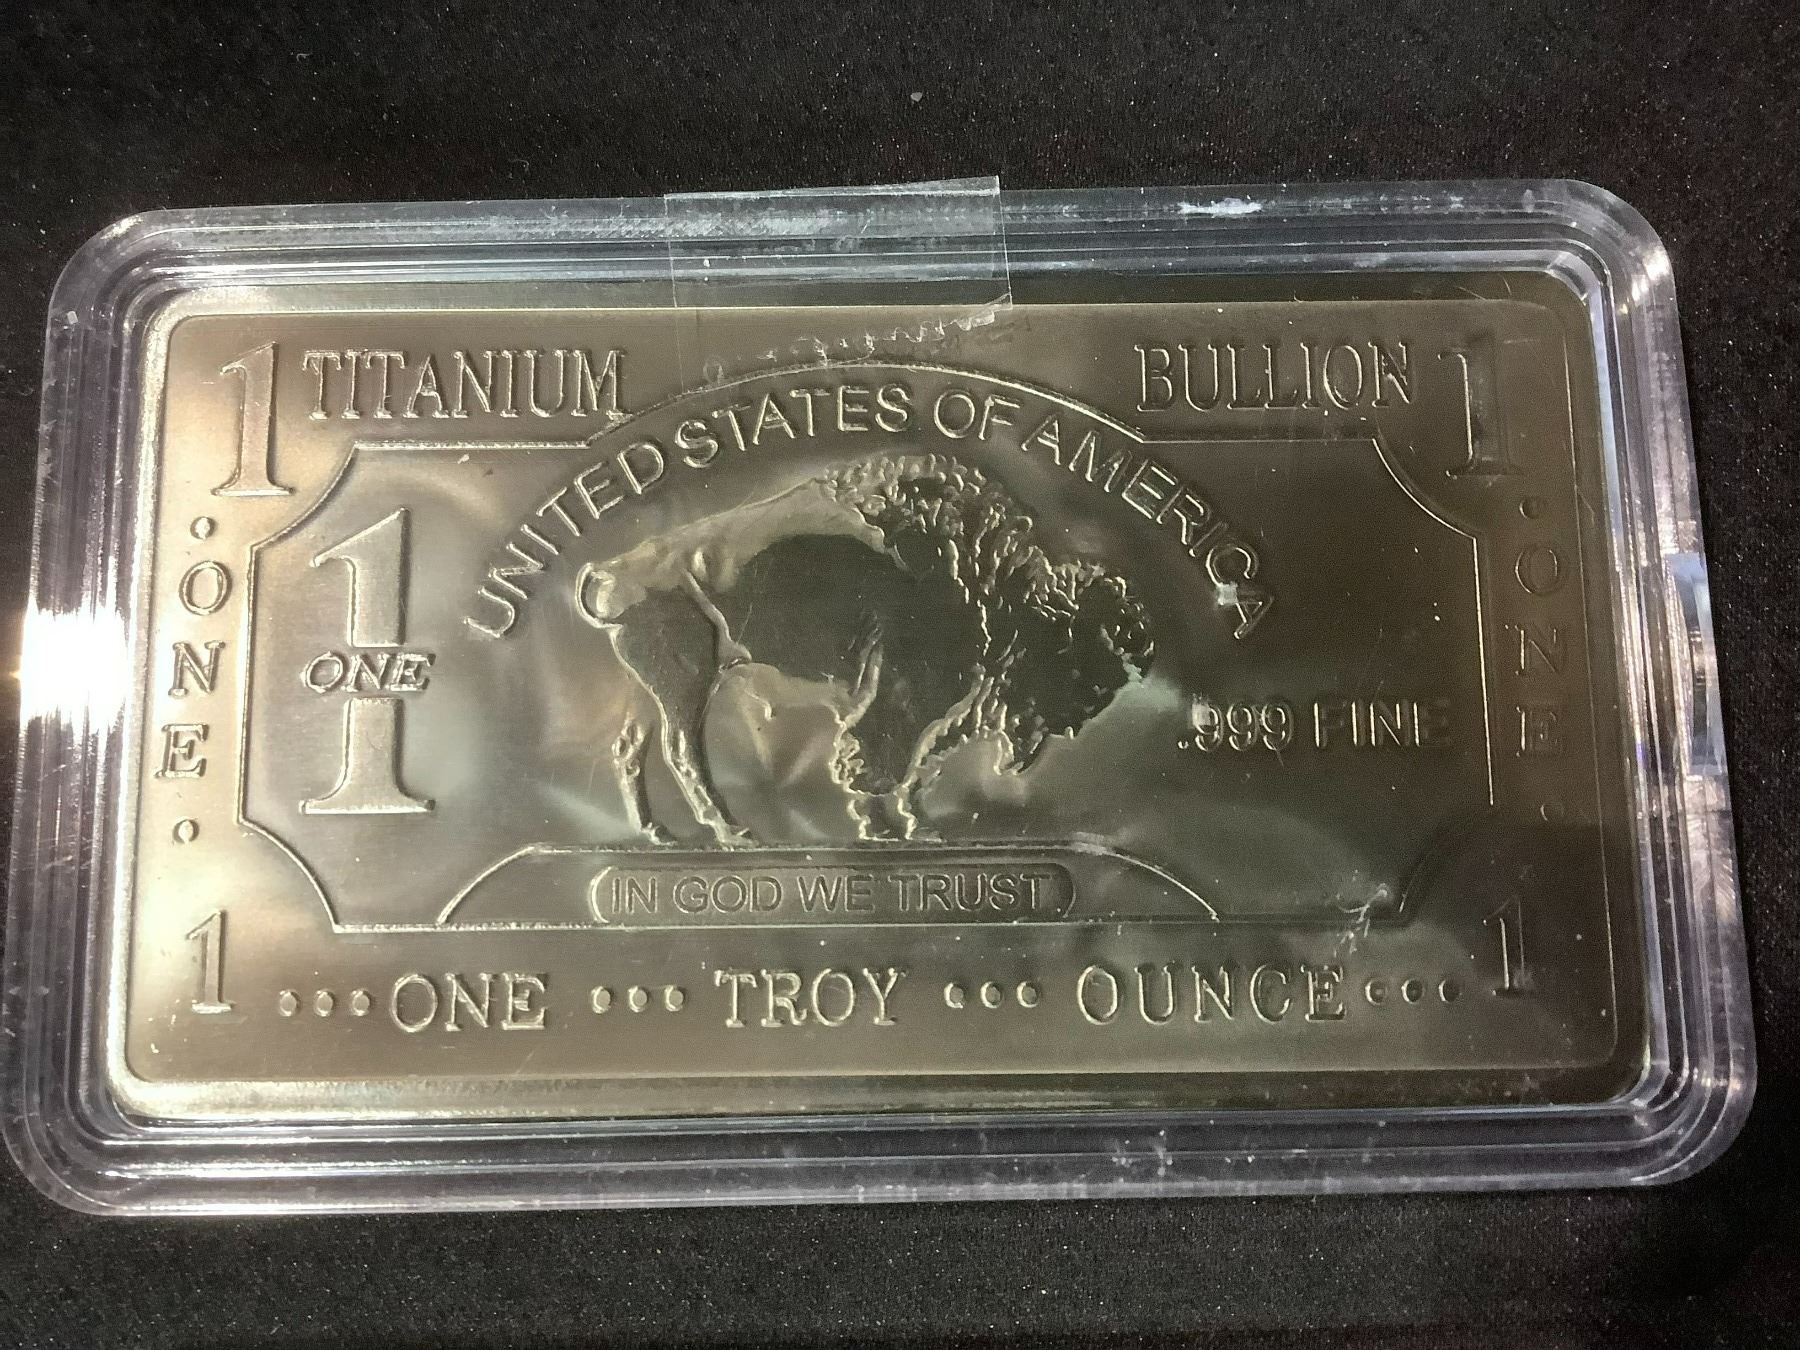 1 TITANIUM BULLION 1
UNITED STATES OF AMERICA
·ONE·
1
ONE
.999 FINE
·ONE·
IN GOD WE TRUST
1 ···ONE ··· TROY ··· OUNCE··· 1